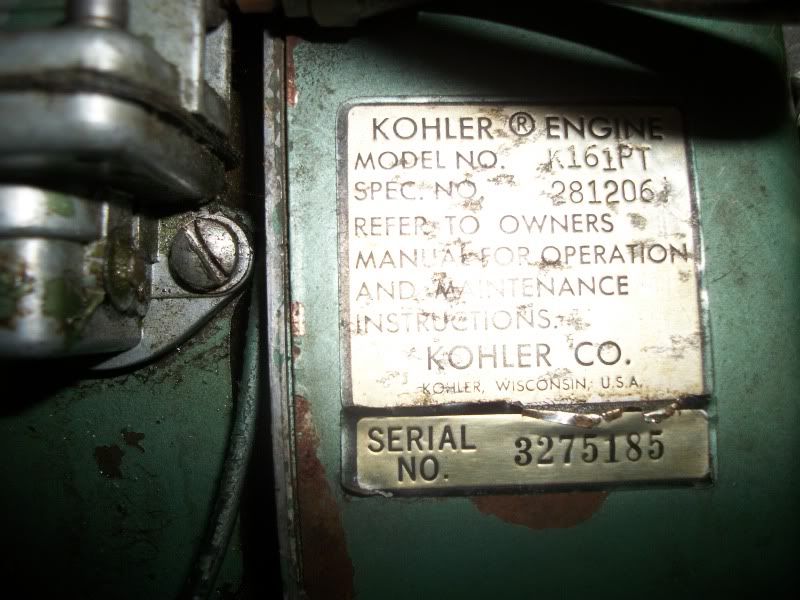 KOHLER ® ENGINE
MODEL NO. K161PT
SPEC. NO. 281206
REFER TO OWNERS
MANUAL FOR OPERATION
AND MAINTENANCE
INSTRUCTIONS.
KOHLER CO.
KOHLER, WISCONSIN, U.S.A.
SERIAL
NO. 3275185